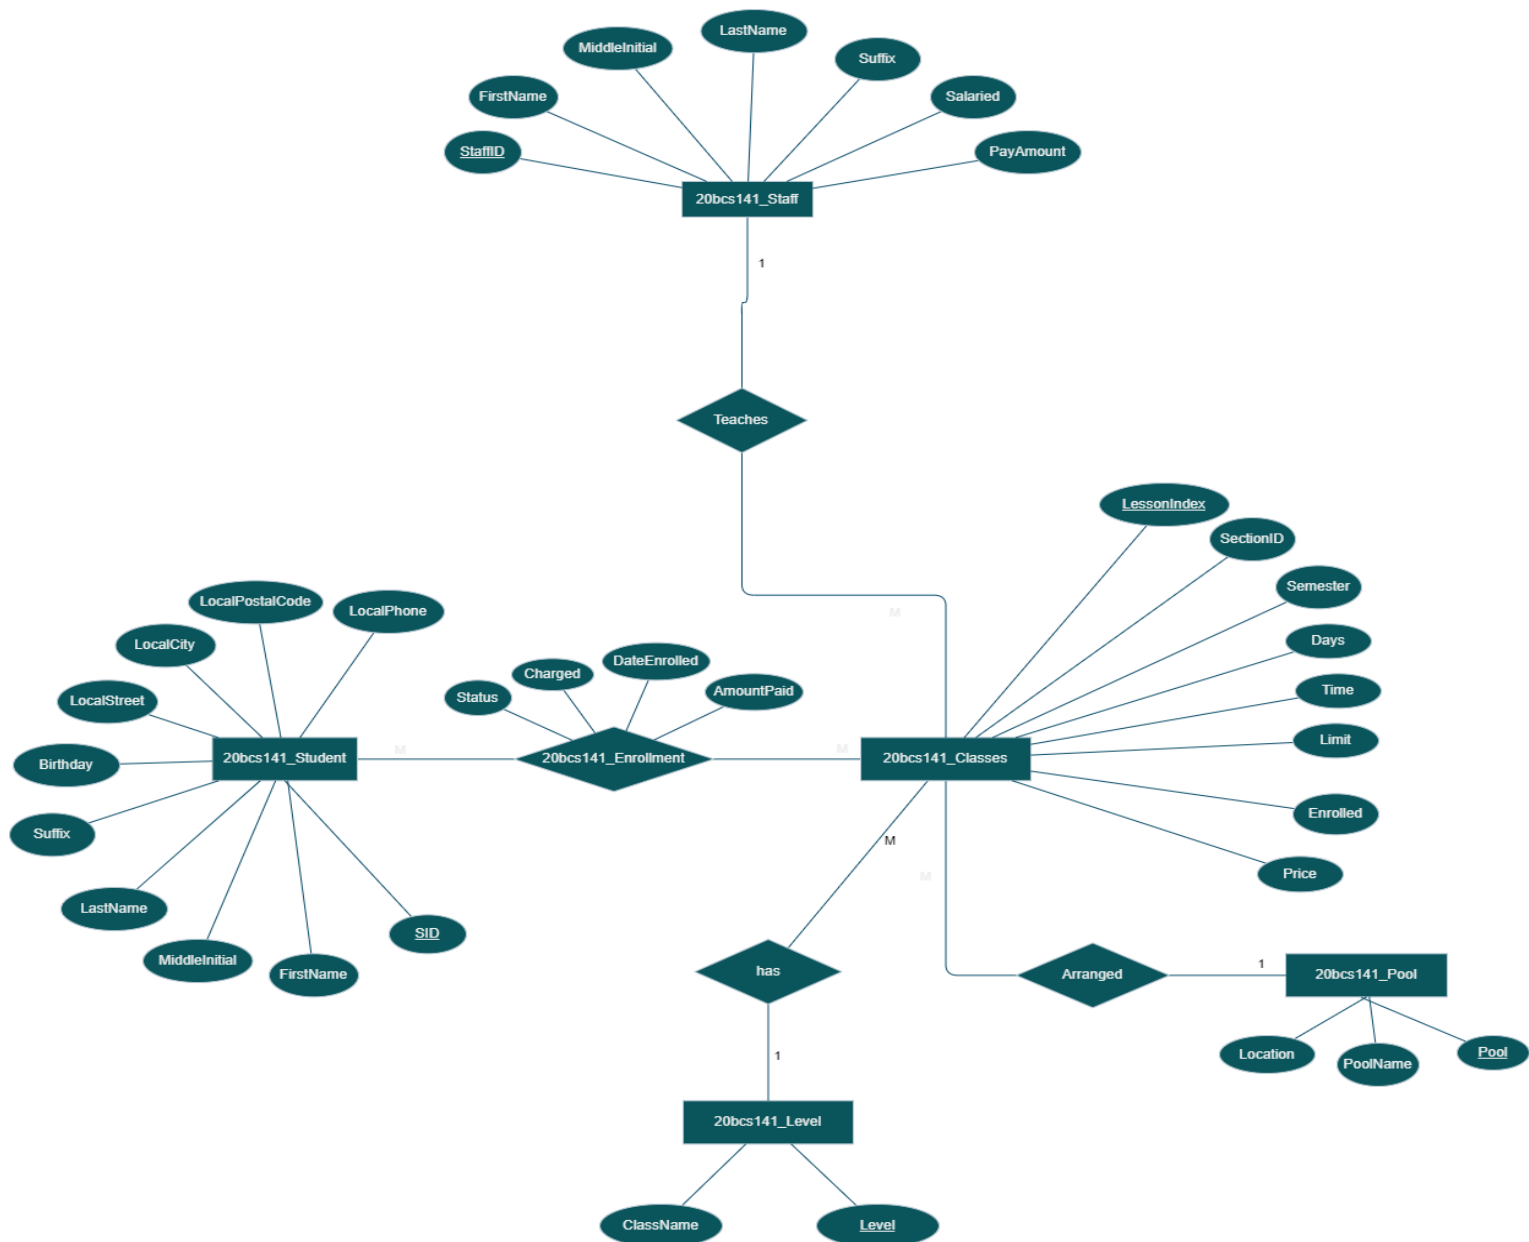 LastName
MiddleInitial
Suffix
FirstName
Salaried
StaffID
PayAmount
20bcs141_Staff
1
Teaches
LessonIndex
SectionID
Semester
M
Days
Time
Limit
Enrolled
Price
LocalPostalCode
LocalPhone
LocalCity
LocalStreet
Birthday
Suffix
LastName
MiddleInitial
FirstName
SID
20bcs141_Student
M
Status
Charged
DateEnrolled
AmountPaid
20bcs141_Enrollment
M
20bcs141_Classes
M
M
has
Arranged
1
20bcs141_Pool
Location
PoolName
Pool
1
20bcs141_Level
ClassName
Level